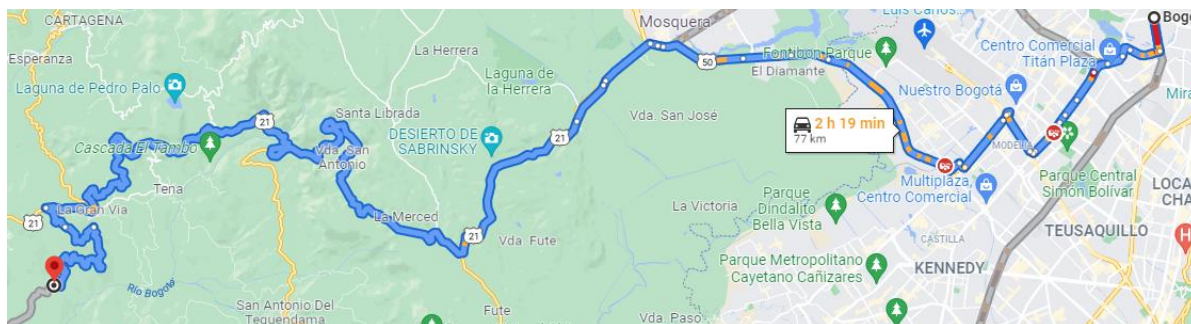 CARTAGENA
Esperanza
Laguna de Pedro Palo
Cascada El Tambo
Tena
21
La Gran Via
21
Río Bogotá
San Antonio Del
Tequendama
La Herrera
Santa Librada
Vda. San
Antonio
DESIERTO DE
SABRINSKY
La Merced
21
Vda. Fute
Fute
Laguna de
la Herrera
21
Mosquera
50
Vda. San José
La Victoria
Vda. Paso
Fontibón Parque
El Diamante
2 h 19 min
77 km
Parque
Dindalito
Bella Vista
Parque Metropolitano
Cayetano Cañizares
Luis Carlos
Centro Comercial
Titán Plaza
Nuestro Bogotá
MODELIA
Multiplaza,
Centro Comercial
CASTILLA
KENNEDY
Parque Central
Simón Bolívar
TEUSAQUILLO
H